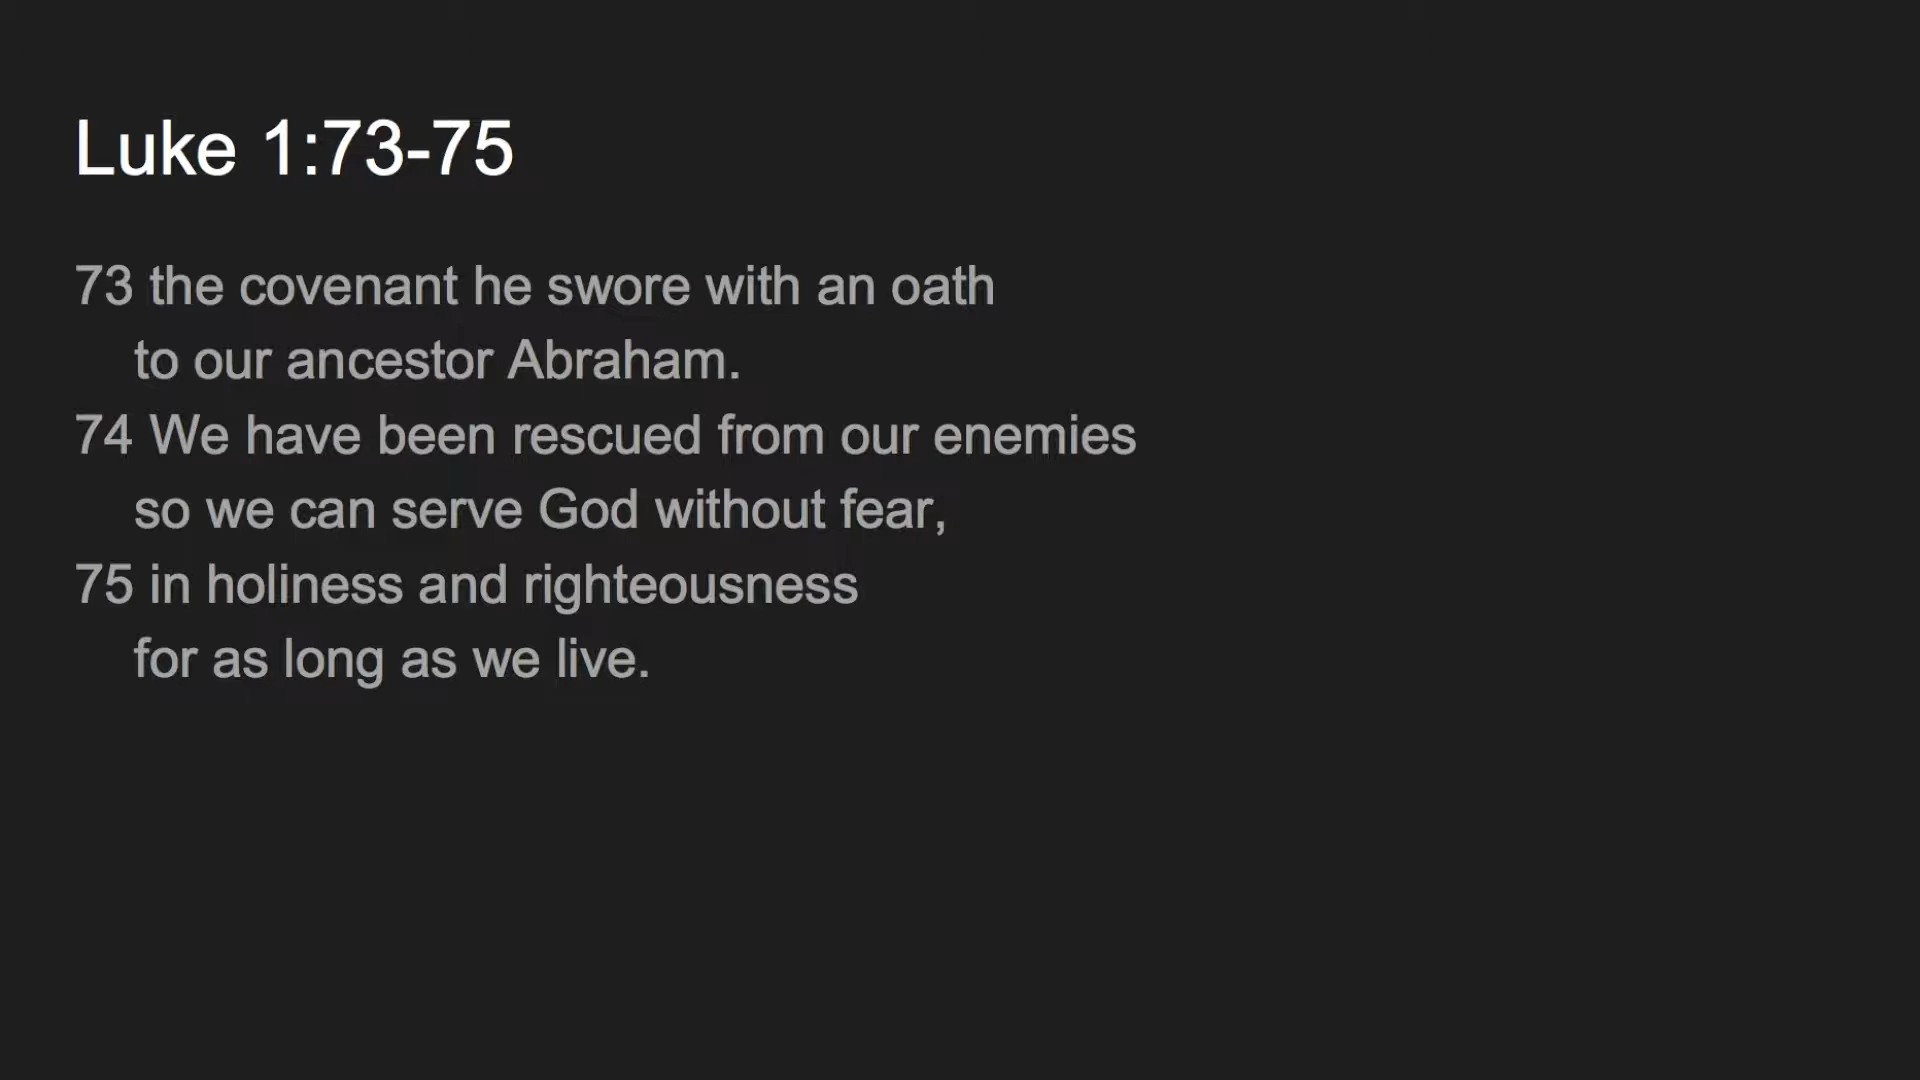 Luke 1:73-75
73 the covenant he swore with an oath
to our ancestor Abraham.
74 We have been rescued from our enemies
so we can serve God without fear,
75 in holiness and righteousness
for as long as we live.